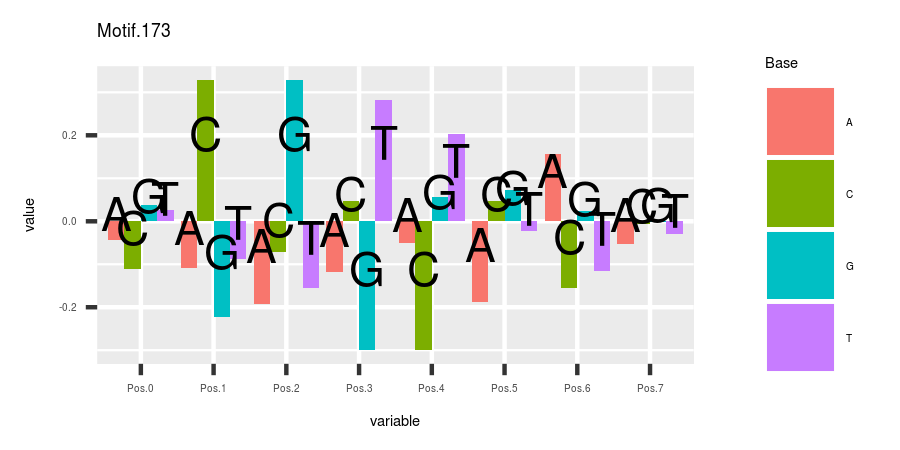 Motif.173
Base
A
C
G
T
value
0.2
0.0
-0.2
A C G T A C G T A C G T A C G T A C G T A C G T A C G T A C G T
Pos.0 Pos.1 Pos.2 Pos.3 Pos.4 Pos.5 Pos.6 Pos.7
variable